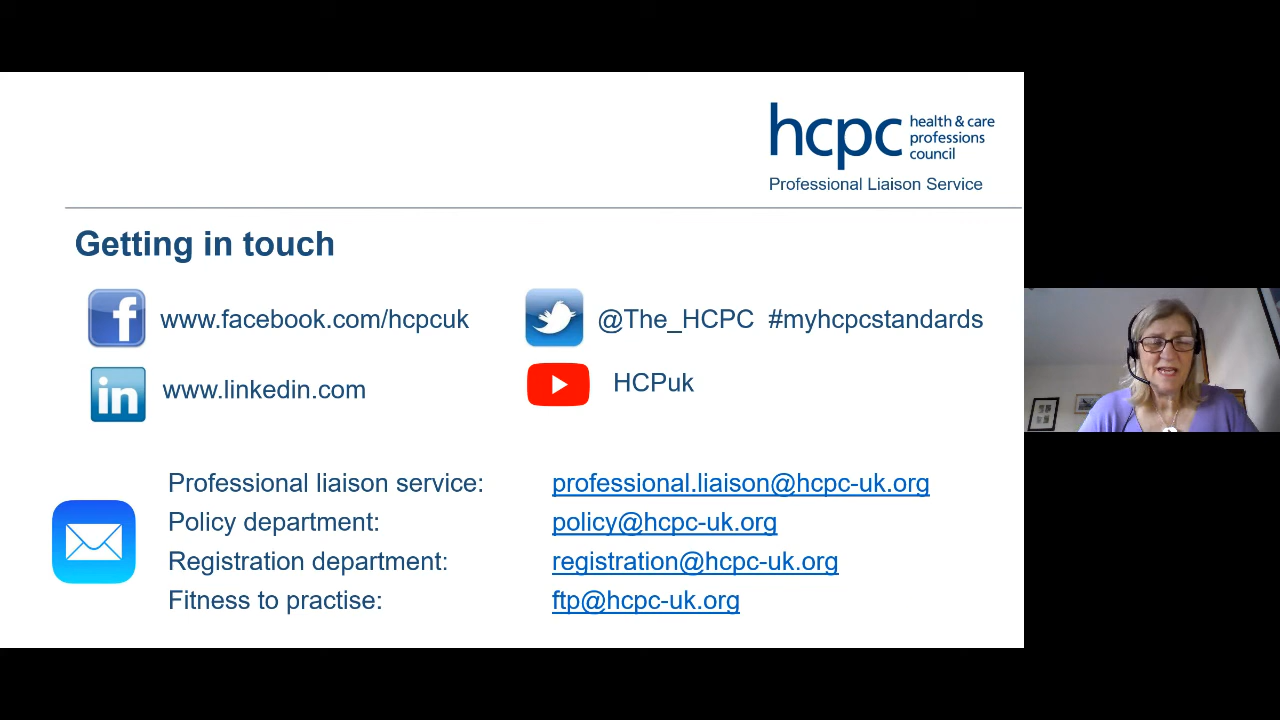 hcpc
health & care
professions
council
Professional Liaison Service
Getting in touch
www.facebook.com/hcpcuk
@The_HCPC #myhcpcstandards
www.linkedin.com
HCPuk
Professional liaison service: professional.liaison@hcpc-uk.org
Policy department: policy@hcpc-uk.org
Registration department: registration@hcpc-uk.org
Fitness to practise: ftp@hcpc-uk.org